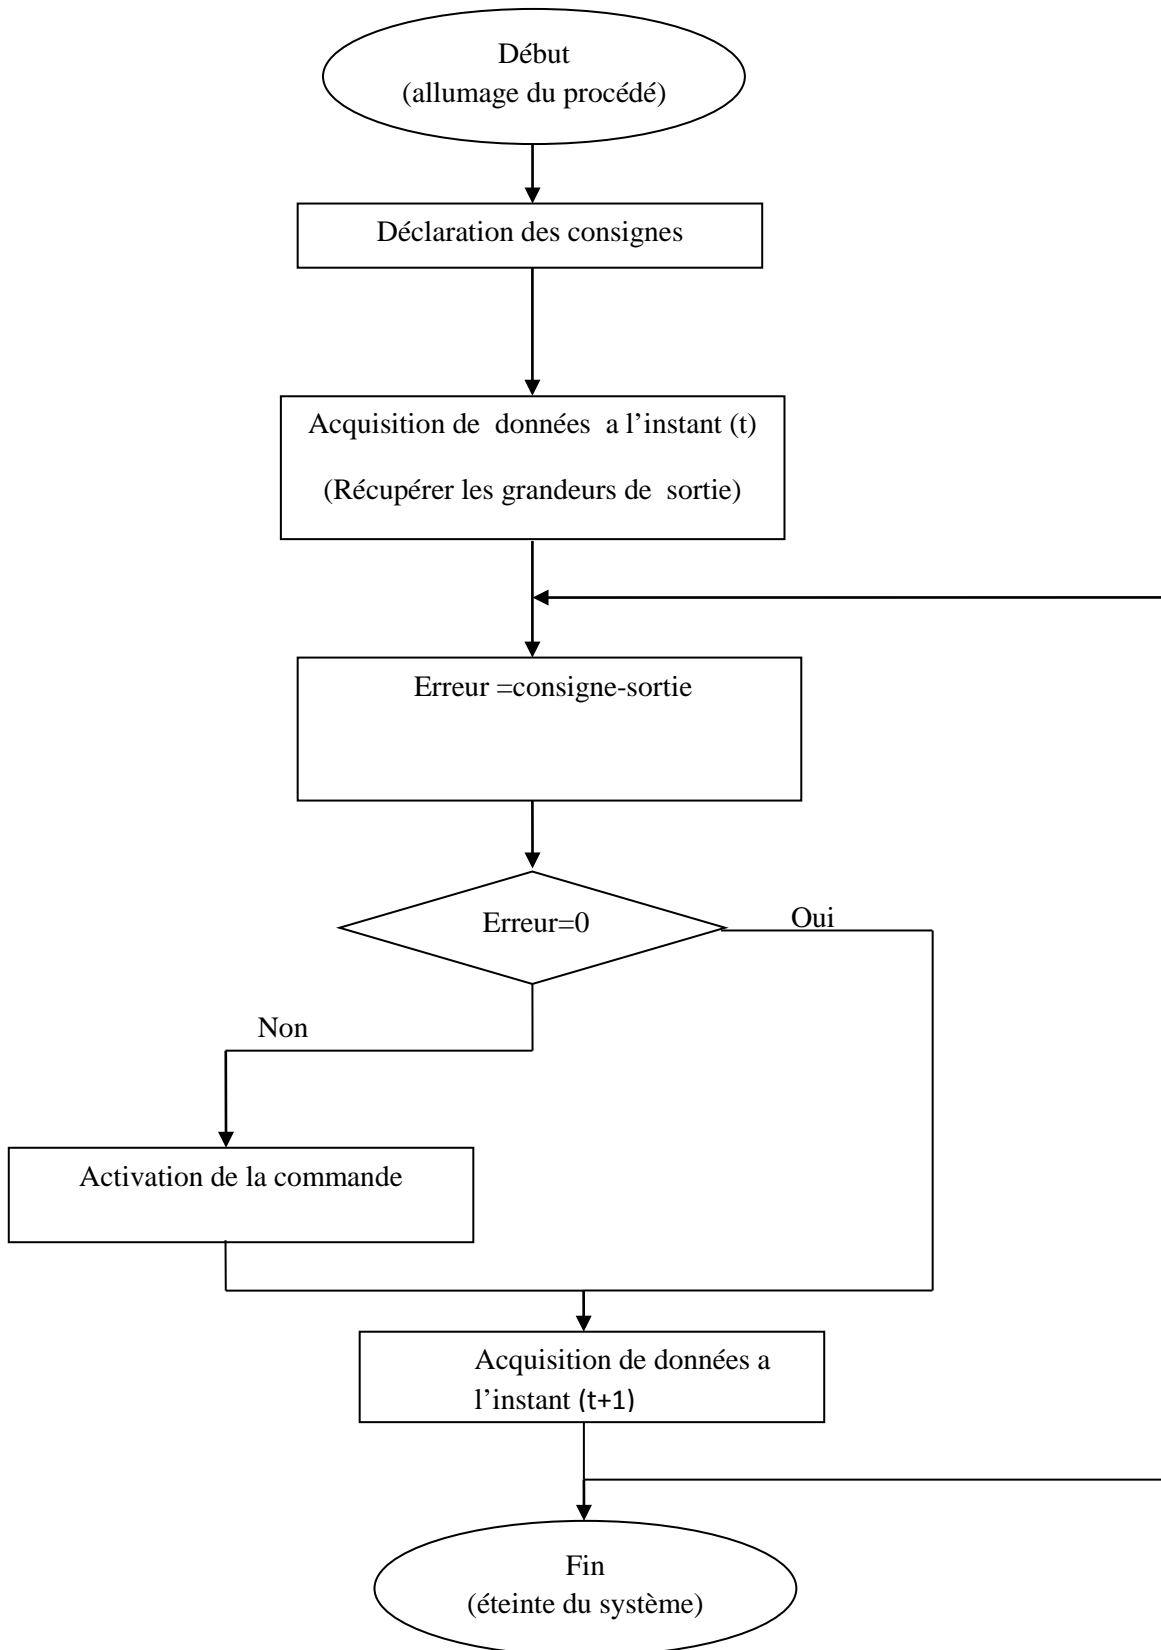 Début
(allumage du procédé)
Déclaration des consignes
Acquisition de données a l’instant (t)
(Récupérer les grandeurs de sortie)
Erreur =consigne-sortie
Erreur=0
Oui
Non
Activation de la commande
Acquisition de données a
l’instant (t+1)
Fin
(éteinte du système)